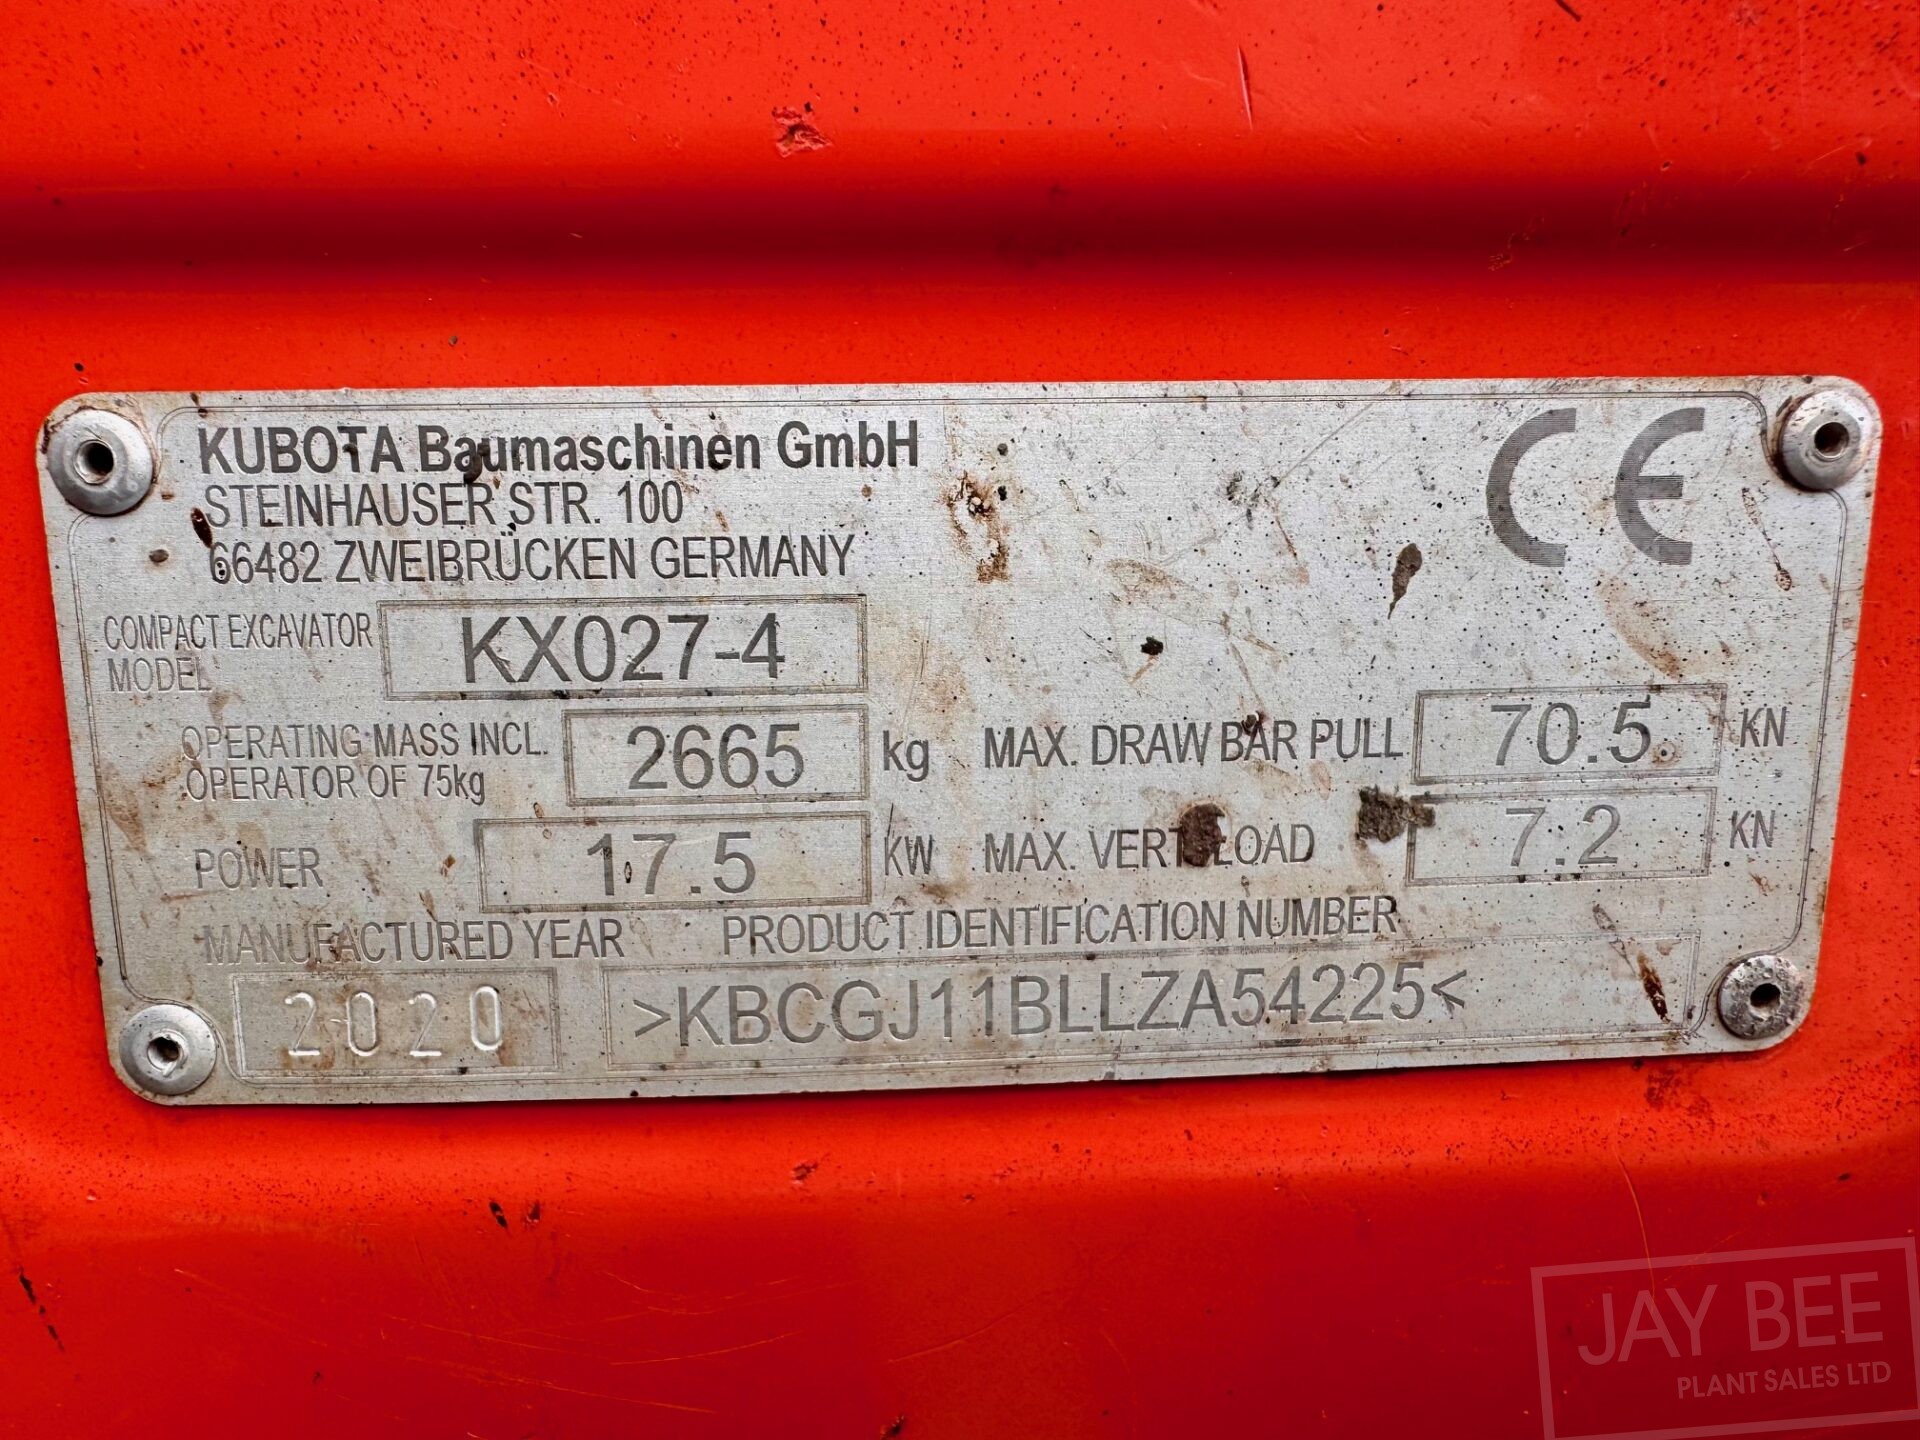 KUBOTA Baumaschinen GmbH
STEINHAUSER STR. 100
66482 ZWEIBRÜCKEN GERMANY
CE
COMPACT EXCAVATOR
MODEL
KX027-4
OPERATING MASS INCL.
OPERATOR OF 75kg
2665 kg
MAX. DRAW BAR PULL 70.5 KN
POWER 17.5 KW
MAX. VERT. LOAD 7.2 KN
MANUFACTURED YEAR
2020
PRODUCT IDENTIFICATION NUMBER
>KBCGJ11BLLZA54225<
JAY BEE
PLANT SALES LTD